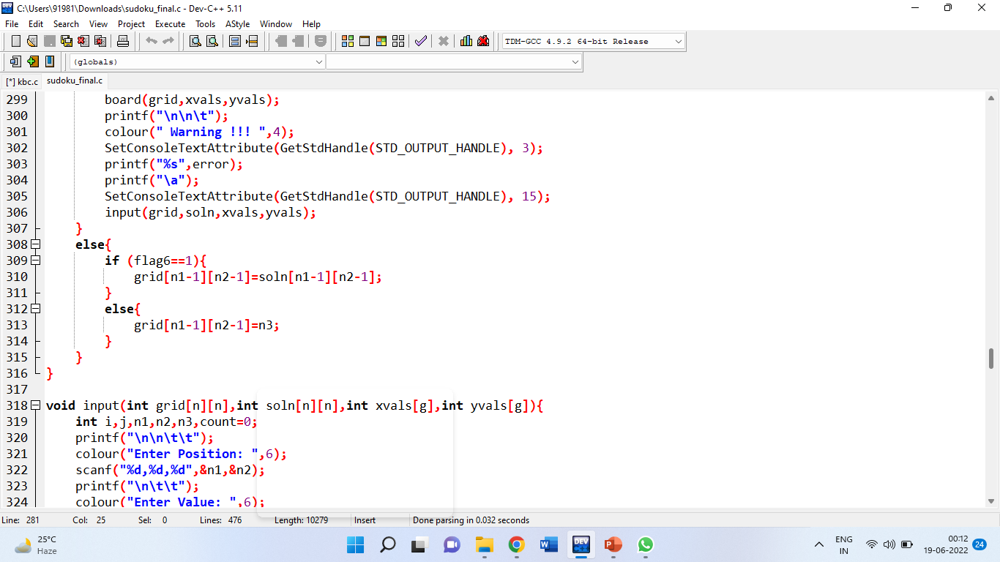 C:\Users\91981\Downloads\sudoku_final.c - Dev-C++ 5.11
File Edit Search View Project Execute Tools AStyle Window Help
TDM-GCC 4.9.2 64-bit Release
(globals)
[*] kbc.c sudoku_final.c
299 board(grid,xvals,yvals);
300 printf("\n\n\t");
301 colour(" Warning !!! ",4);
302 SetConsoleTextAttribute(GetStdHandle(STD_OUTPUT_HANDLE), 3);
303 printf("%s",error);
304 printf("\a");
305 SetConsoleTextAttribute(GetStdHandle(STD_OUTPUT_HANDLE), 15);
306 input(grid,soln,xvals,yvals);
307 }
308 else{
309 if (flag6==1){
310 grid[n1-1][n2-1]=soln[n1-1][n2-1];
311 }
312 else{
313 grid[n1-1][n2-1]=n3;
314 }
315 }
316 }
317
318 void input(int grid[n][n],int soln[n][n],int xvals[g],int yvals[g]){
319 int i,j,n1,n2,n3,count=0;
320 printf("\n\n\t\t");
321 colour("Enter Position: ",6);
322 scanf("%d,%d,%d",&n1,&n2);
323 printf("\n\t\t");
324 colour("Enter Value: ",6);
Line: 281 Col: 25 Sel: 0 Lines: 476 Length: 10279 Insert Done parsing in 0.032 seconds
25°C
Haze
DEV
W
P
ENG
IN
00:12
19-06-2022
24